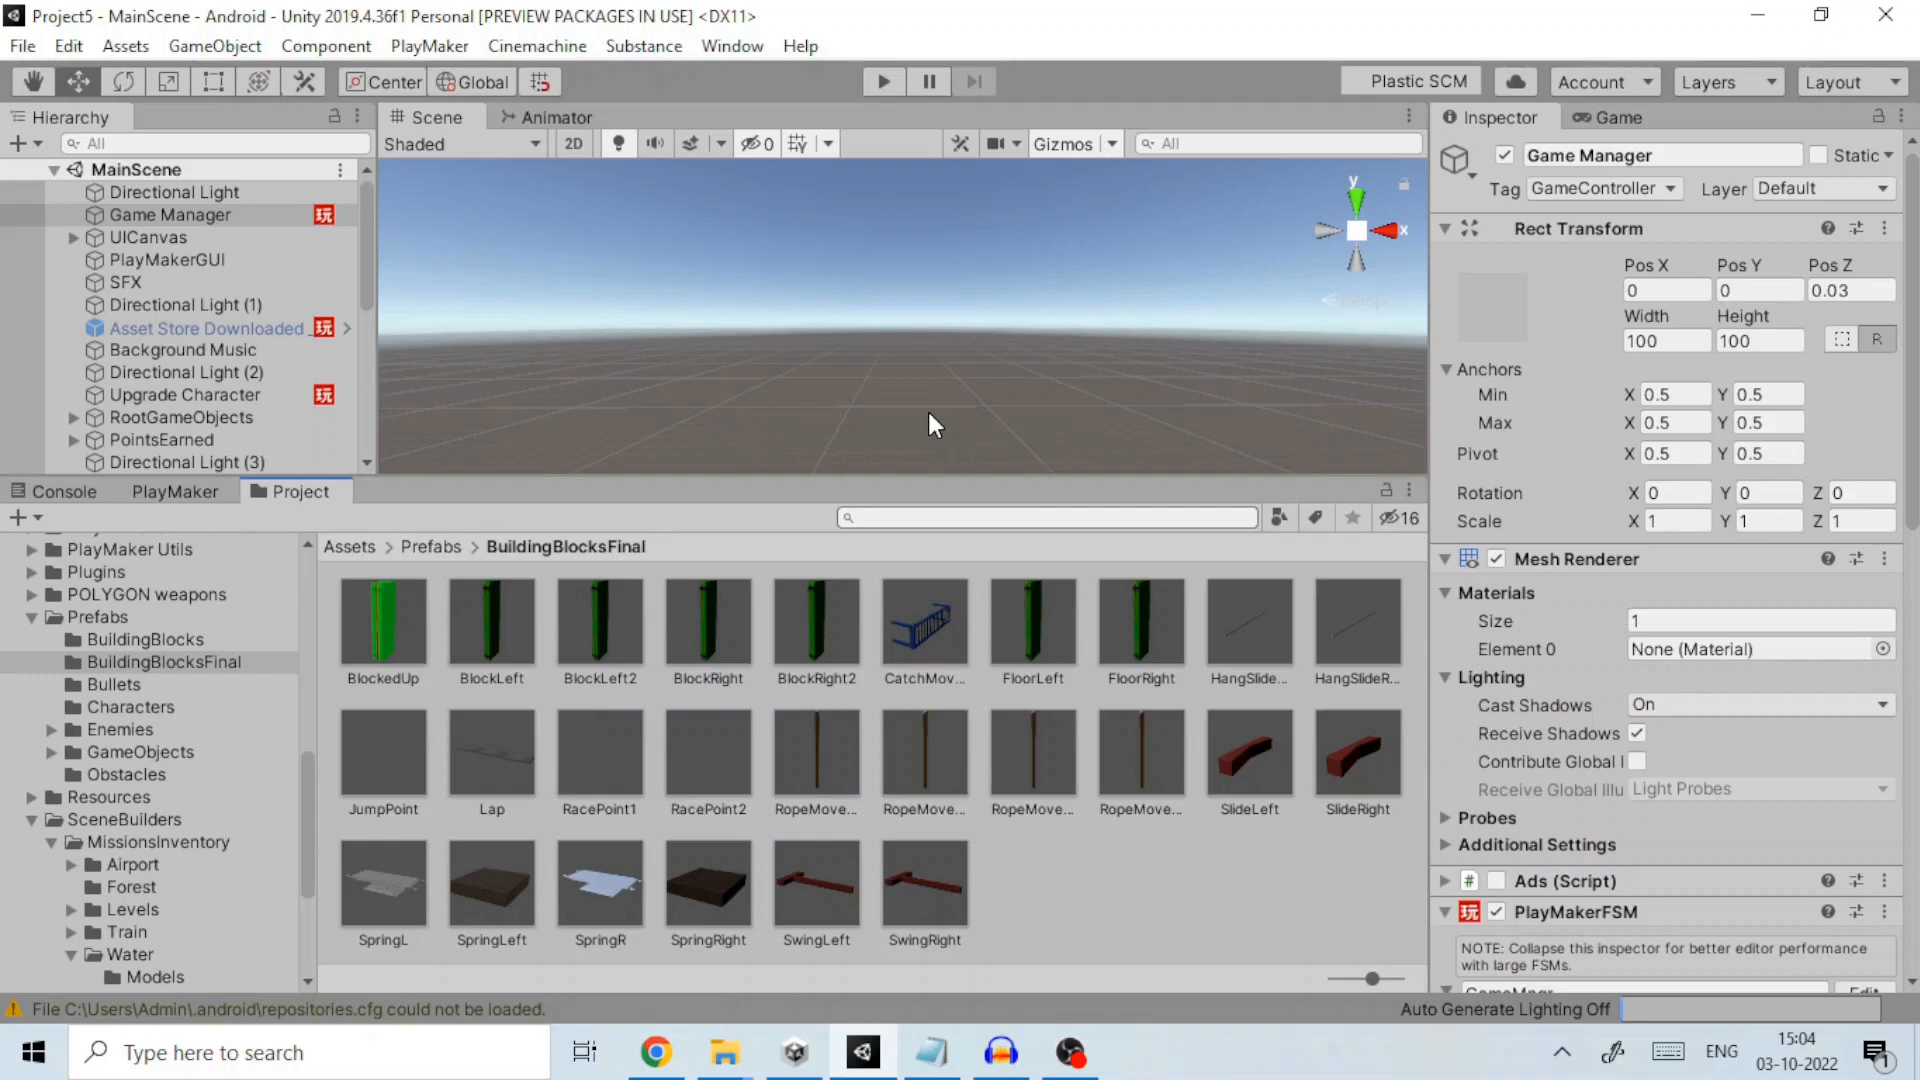 Project5 - MainScene - Android - Unity 2019.4.36f1 Personal [PREVIEW PACKAGES IN USE] <DX11>
File Edit Assets GameObject Component PlayMaker Cinemachine Substance Window Help
Center Global Plastic SCM Account Layers Layout
Hierarchy
All
MainScene
Directional Light
Game Manager 玩
UICanvas
PlayMakerGUI
SFX
Directional Light (1)
Asset Store Downloaded 玩
Background Music
Directional Light (2)
Upgrade Character 玩
RootGameObjects
PointsEarned
Directional Light (3)
Scene Animator
Shaded 2D 0 Gizmos All
y
x
Console PlayMaker Project
16
PlayMaker Utils
Plugins
POLYGON weapons
Prefabs
BuildingBlocks
BuildingBlocksFinal
Bullets
Characters
Enemies
GameObjects
Obstacles
Resources
SceneBuilders
MissionsInventory
Airport
Forest
Levels
Train
Water
Models
Assets > Prefabs > BuildingBlocksFinal
BlockedUp BlockLeft BlockLeft2 BlockRight BlockRight2 CatchMov... FloorLeft FloorRight HangSlide... HangSlideR...
JumpPoint Lap RacePoint1 RacePoint2 RopeMove... RopeMove... RopeMove... RopeMove... SlideLeft SlideRight
SpringL SpringLeft SpringR SpringRight SwingLeft SwingRight
Inspector Game
Game Manager Static
Tag GameController Layer Default
Rect Transform
Pos X Pos Y Pos Z
0 0 0.03
Width Height
100 100 R
Anchors
Min X 0.5 Y 0.5
Max X 0.5 Y 0.5
Pivot X 0.5 Y 0.5
Rotation X 0 Y 0 Z 0
Scale X 1 Y 1 Z 1
Mesh Renderer
Materials
Size 1
Element 0 None (Material)
Lighting
Cast Shadows On
Receive Shadows
Contribute Global I
Receive Global Illu Light Probes
Probes
Additional Settings
# Ads (Script)
玩 PlayMakerFSM
NOTE: Collapse this inspector for better editor performance
with large FSMs.
File C:\Users\Admin\.android\repositories.cfg could not be loaded.
Auto Generate Lighting Off
Type here to search
ENG
15:04
03-10-2022
1